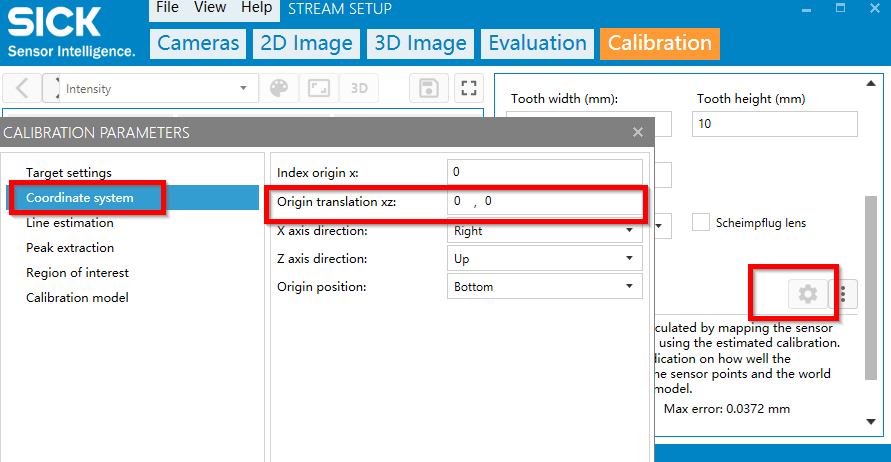 SICK
Sensor Intelligence.
File View Help STREAM SETUP
Cameras 2D Image 3D Image Evaluation Calibration
Intensity
3D
Tooth width (mm):
Tooth height (mm)
10
CALIBRATION PARAMETERS
Target settings
Coordinate system
Line estimation
Peak extraction
Region of interest
Calibration model
Index origin x: 0
Origin translation xz: 0 , 0
X axis direction: Right
Z axis direction: Up
Origin position: Bottom
Scheimpflug lens
culated by mapping the sensor
using the estimated calibration.
dication on how well the
ne sensor points and the world
model.
Max error: 0.0372 mm